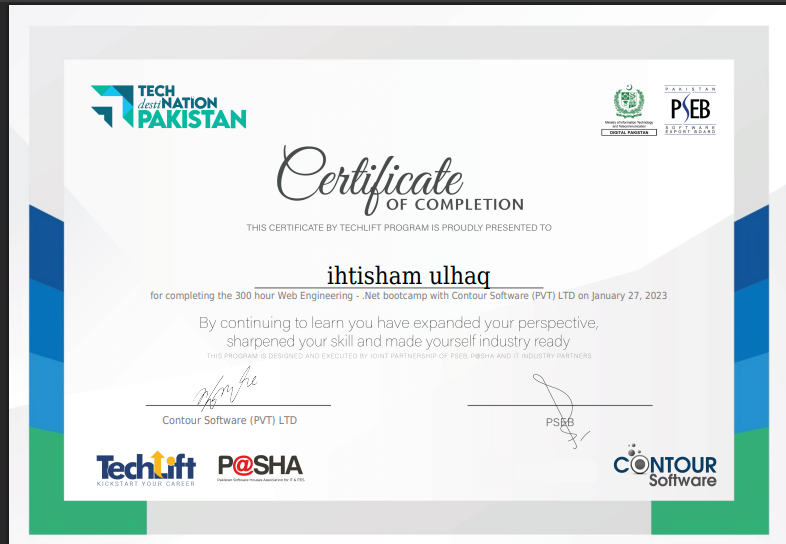 TECH
destiNATION
PAKISTAN
Ministry of Information Technology
and Telecommunication
DIGITAL PAKISTAN
PAKISTAN
PSEB
SOFTWARE
EXPORT BOARD
Certificate
OF COMPLETION
THIS CERTIFICATE BY TECHLIFT PROGRAM IS PROUDLY PRESENTED TO
ihtisham ulhaq
for completing the 300 hour Web Engineering - .Net bootcamp with Contour Software (PVT) LTD on January 27, 2023
By continuing to learn you have expanded your perspective,
sharpened your skill and made yourself industry ready
THIS PROGRAM IS DESIGNED AND EXECUTED BY JOINT PARTNERSHIP OF PSEB, P@SHA AND IT INDUSTRY PARTNERS
Contour Software (PVT) LTD
PSEB
TechLift
KICKSTART YOUR CAREER
P@SHA
Pakistan Software Houses Association for IT & ITES
CONTOUR
Software